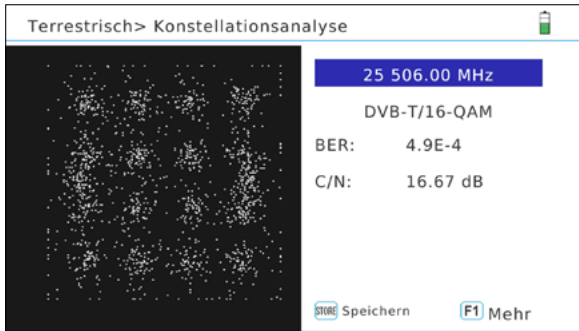 Terrestrisch> Konstellationsanalyse
25 506.00 MHz
DVB-T/16-QAM
BER: 4.9E-4
C/N: 16.67 dB
STORE Speichern F1 Mehr